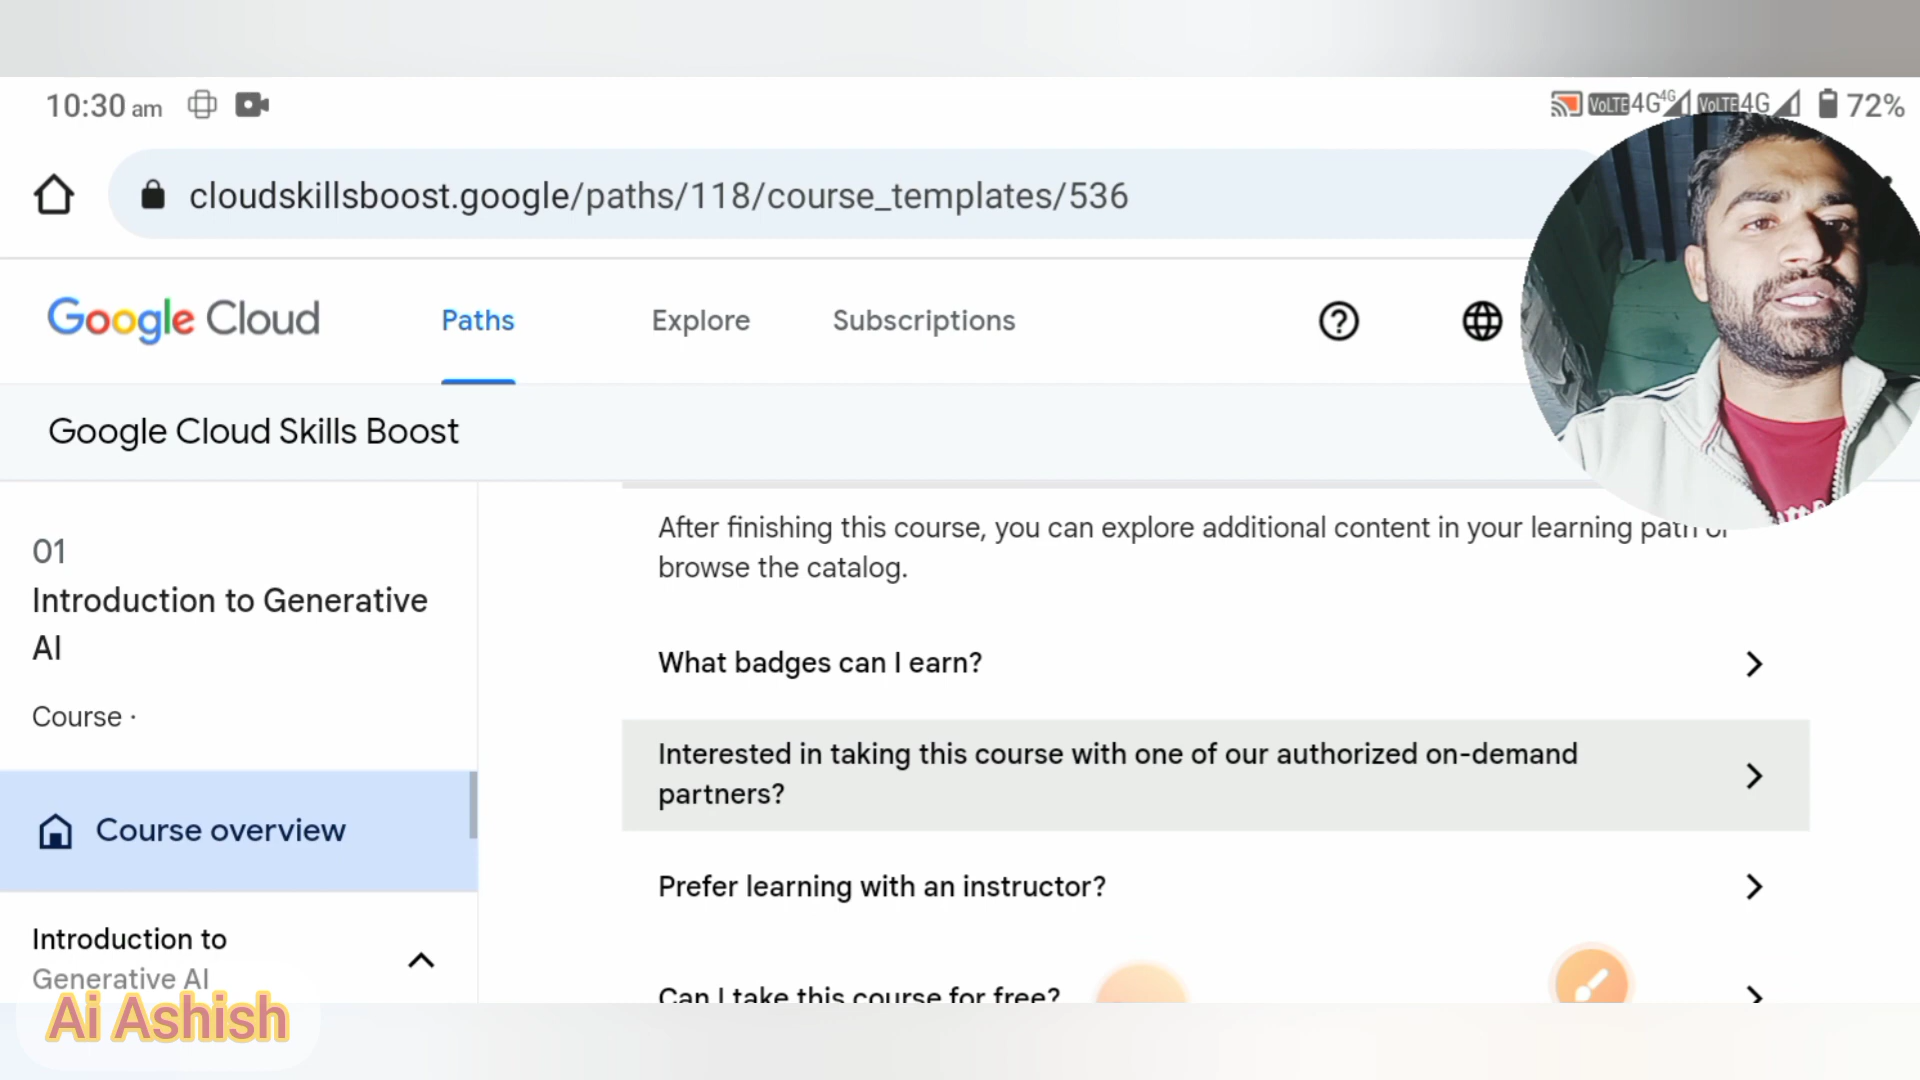 10:30 am
VoLTE 4G 4G VoLTE 4G 72%
cloudskillsboost.google/paths/118/course_templates/536
Google Cloud Paths Explore Subscriptions
Google Cloud Skills Boost
01
Introduction to Generative
AI
Course ·
Course overview
Introduction to
Generative AI
After finishing this course, you can explore additional content in your learning path or
browse the catalog.
What badges can I earn?
Interested in taking this course with one of our authorized on-demand
partners?
Prefer learning with an instructor?
Can I take this course for free?
Ai Ashish